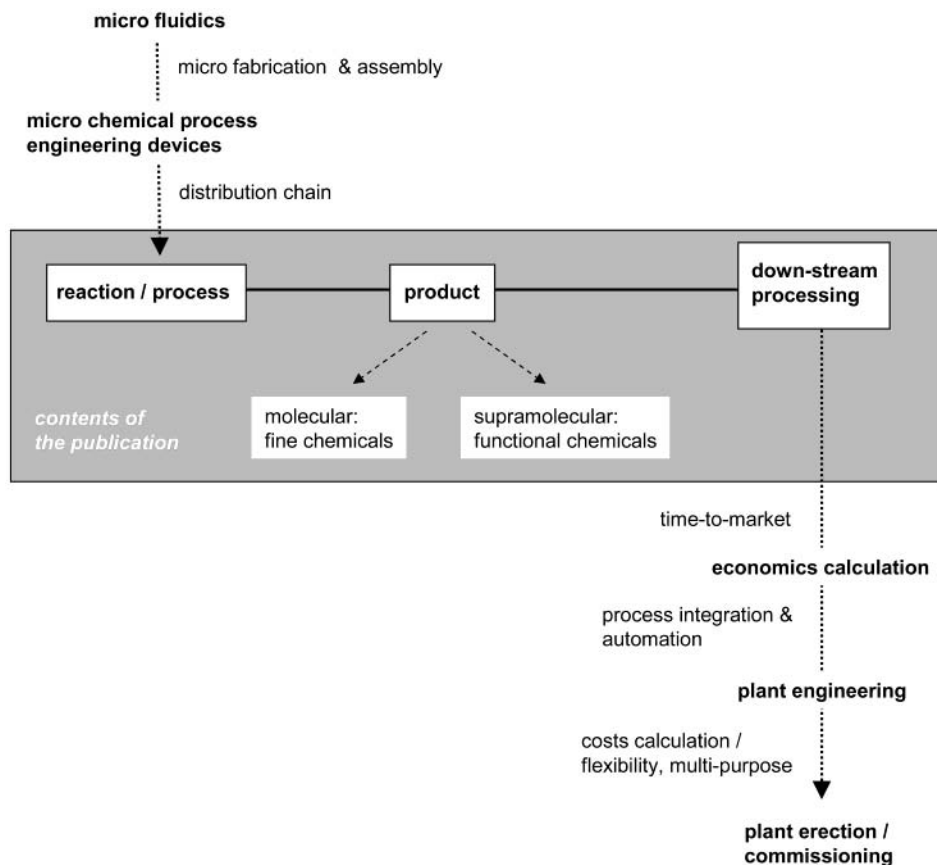 micro fluidics
micro fabrication & assembly
micro chemical process
engineering devices
distribution chain
reaction / process
product
down-stream
processing
contents of
the publication
molecular:
fine chemicals
supramolecular:
functional chemicals
time-to-market
economics calculation
process integration &
automation
plant engineering
costs calculation /
flexibility, multi-purpose
plant erection /
commissioning